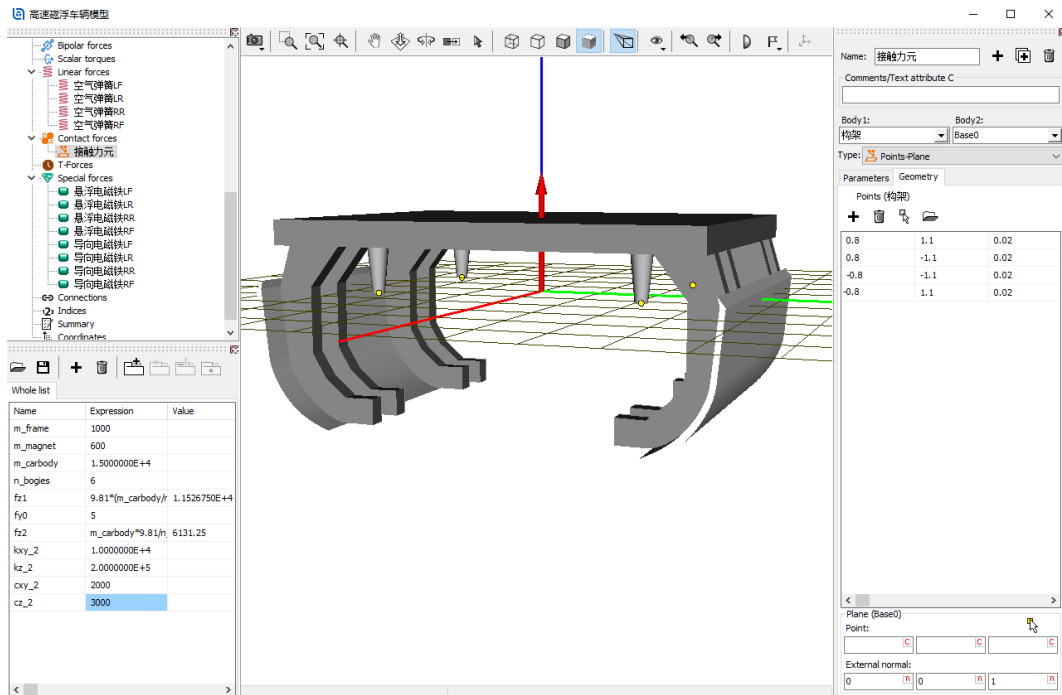 高速磁浮车辆模型
Bipolar forces
Scalar torques
Linear forces
空气弹簧LF
空气弹簧LR
空气弹簧RR
空气弹簧RF
Contact forces
接触力元
T-Forces
Special forces
悬浮电磁铁LF
悬浮电磁铁LR
悬浮电磁铁RR
悬浮电磁铁RF
导向电磁铁LF
导向电磁铁LR
导向电磁铁RR
导向电磁铁RF
Connections
Indices
Summary
Coordinates
Whole list
Name Expression Value
m_frame 1000
m_magnet 600
m_carbody 1.5000000E+4
n_bogies 6
fz1 9.81*(m_carbody/r 1.1526750E+4
fy0 5
fz2 m_carbody*9.81/n_ 6131.25
kxy_2 1.0000000E+4
kz_2 2.0000000E+5
cxy_2 2000
cz_2 3000
Name: 接触力元
Comments/Text attribute C
Body1: Body2:
构架 Base0
Type: Points-Plane
Parameters Geometry
Points (构架)
0.8 1.1 0.02
0.8 -1.1 0.02
-0.8 -1.1 0.02
-0.8 1.1 0.02
Plane (Base0)
Point:
C C C
External normal:
0 n 0 n 1 n